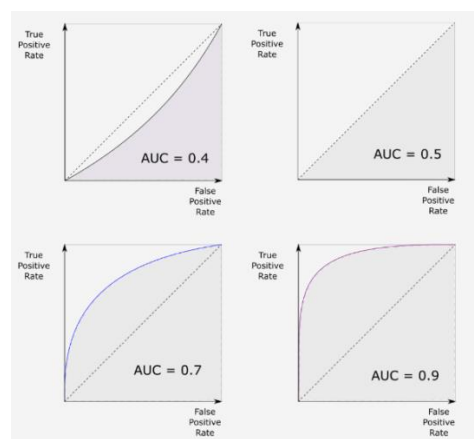 True
Positive
Rate
AUC = 0.4
False
Positive
Rate
True
Positive
Rate
AUC = 0.5
False
Positive
Rate
True
Positive
Rate
AUC = 0.7
False
Positive
Rate
True
Positive
Rate
AUC = 0.9
False
Positive
Rate